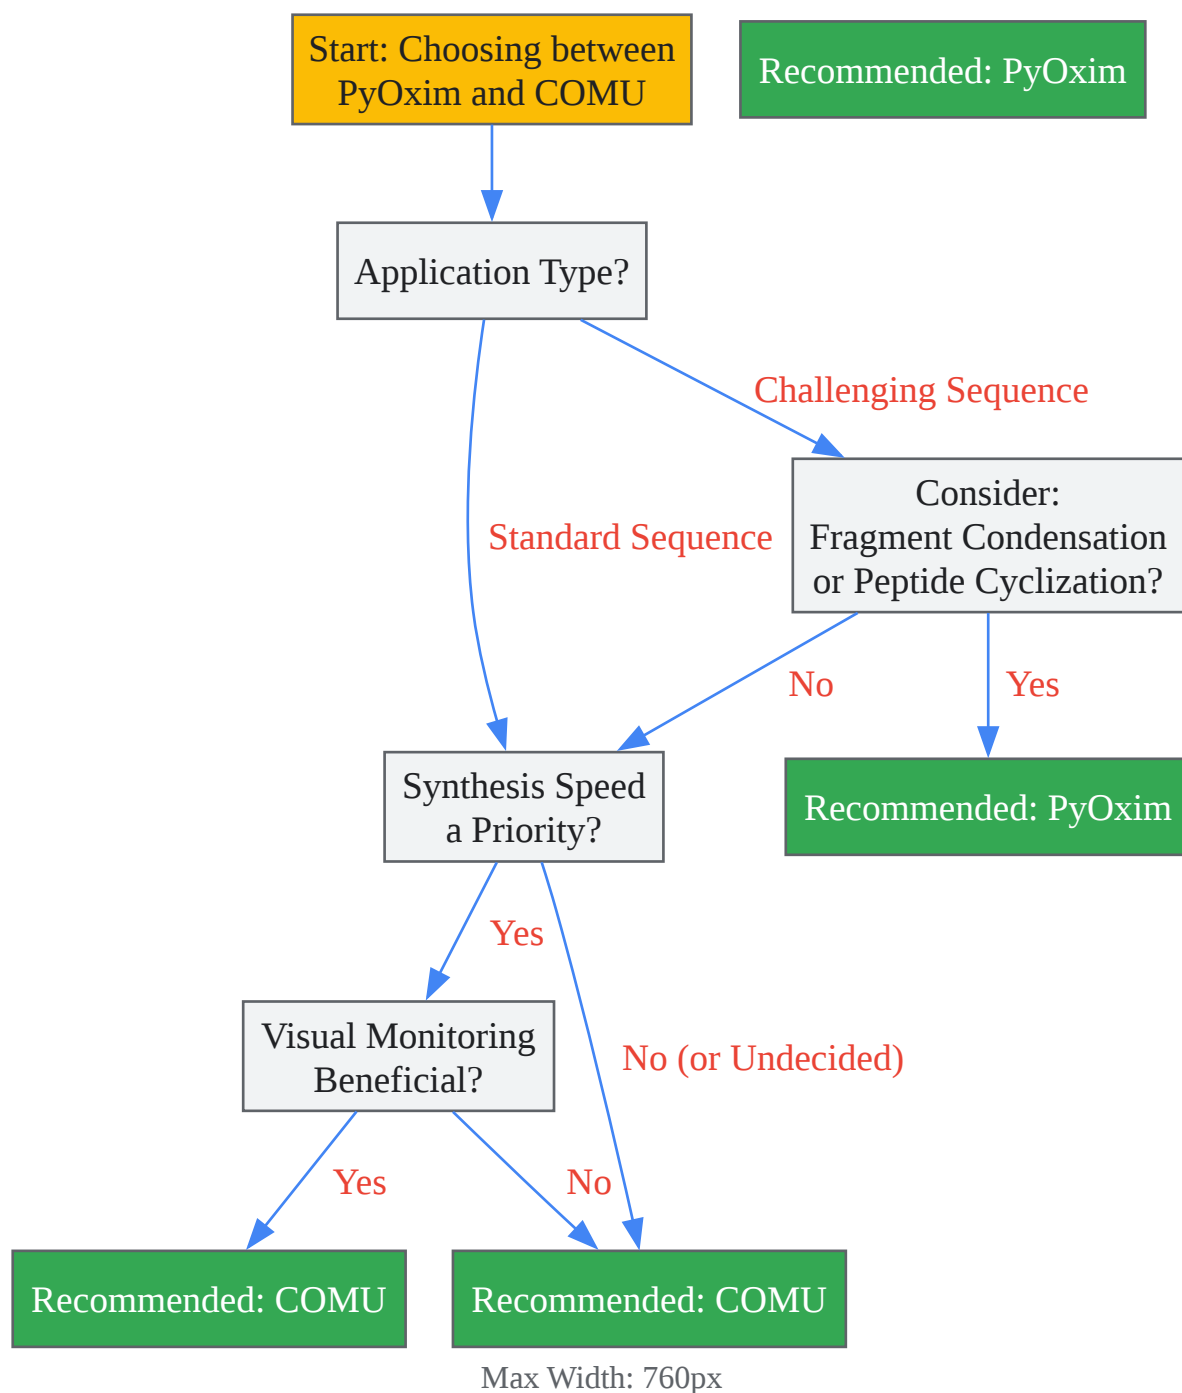 Start: Choosing between
PyOxim and COMU
Recommended: PyOxim
Application Type?
Challenging Sequence
Consider:
Fragment Condensation
or Peptide Cyclization?
Standard Sequence
No
Yes
Synthesis Speed
a Priority?
Recommended: PyOxim
Yes
Visual Monitoring
Beneficial?
No (or Undecided)
Yes
No
Recommended: COMU
Recommended: COMU
Max Width: 760px